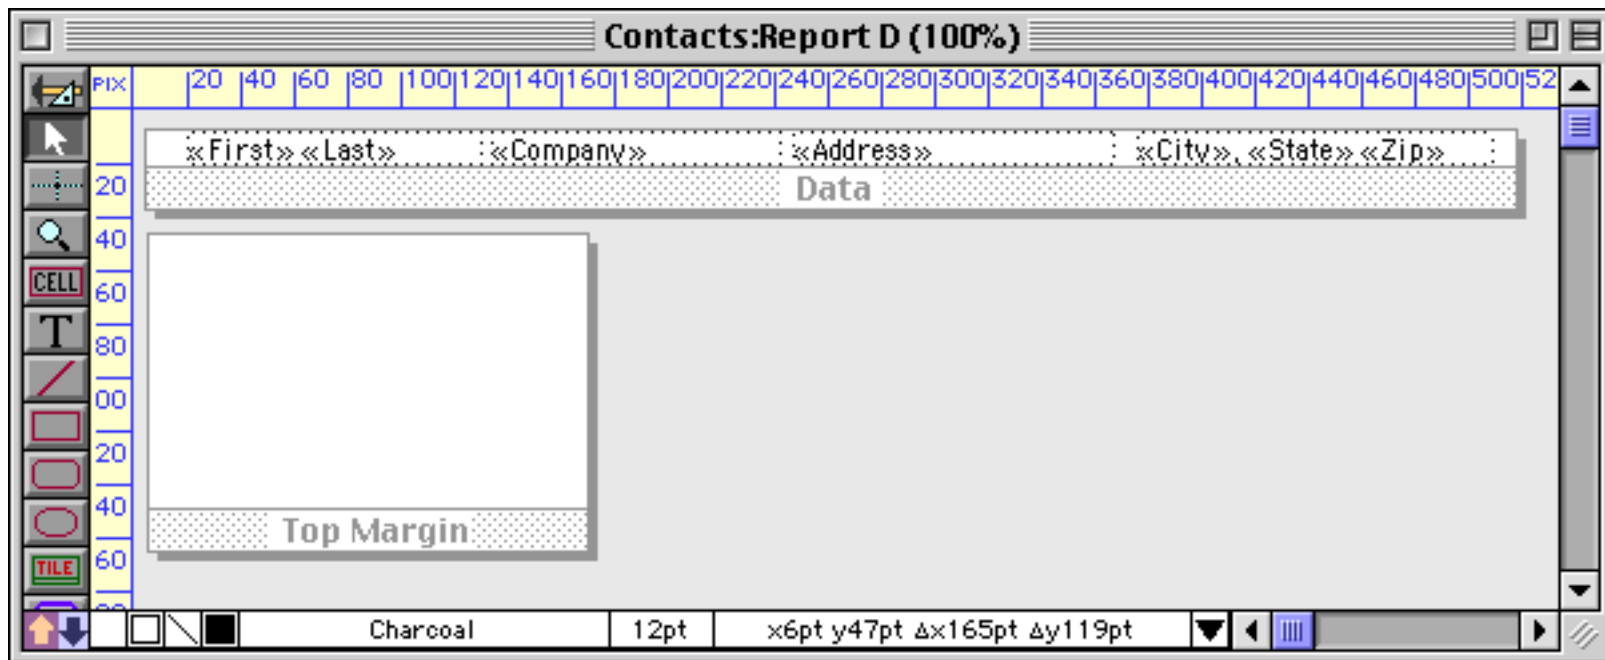 Contacts:Report D (100%)
PIX 20 40 60 80 100 120 140 160 180 200 220 240 260 280 300 320 340 360 380 400 420 440 460 480 500 52
«First» «Last» «Company» «Address» «City», «State» «Zip»
20 Data
40
CELL 60
T 80
00
20
40
Top Margin
TILE 60
Charcoal 12pt x6pt y47pt Δx165pt Δy119pt